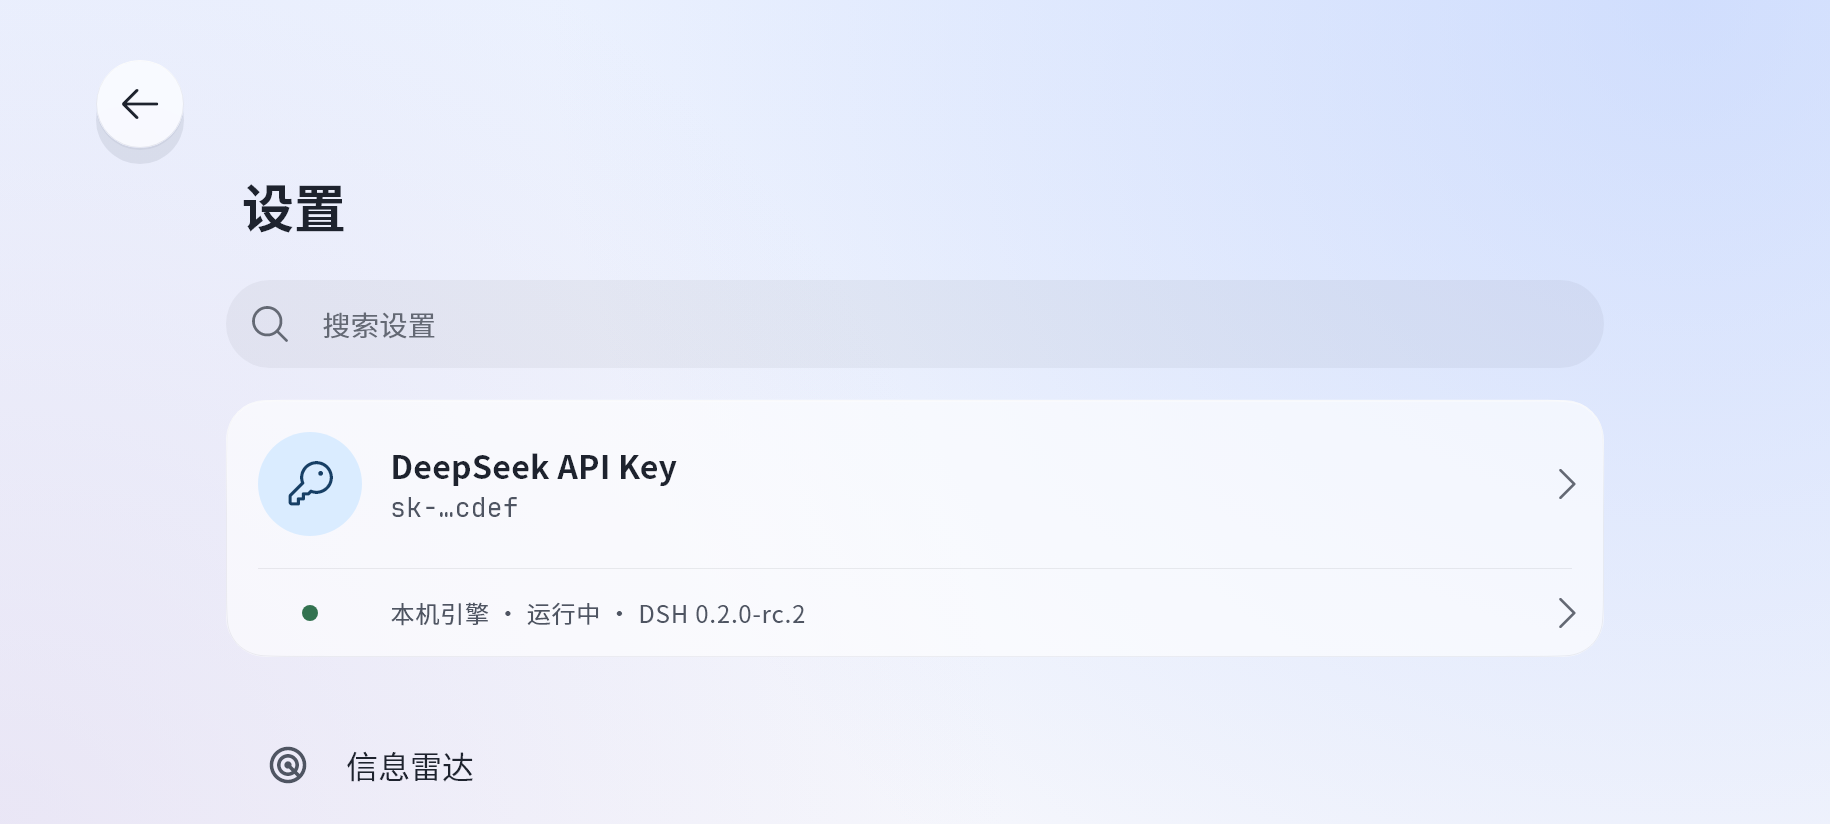 设置
搜索设置
DeepSeek API Key
sk-…cdef
本机引擎 · 运行中 · DSH 0.2.0-rc.2
信息雷达